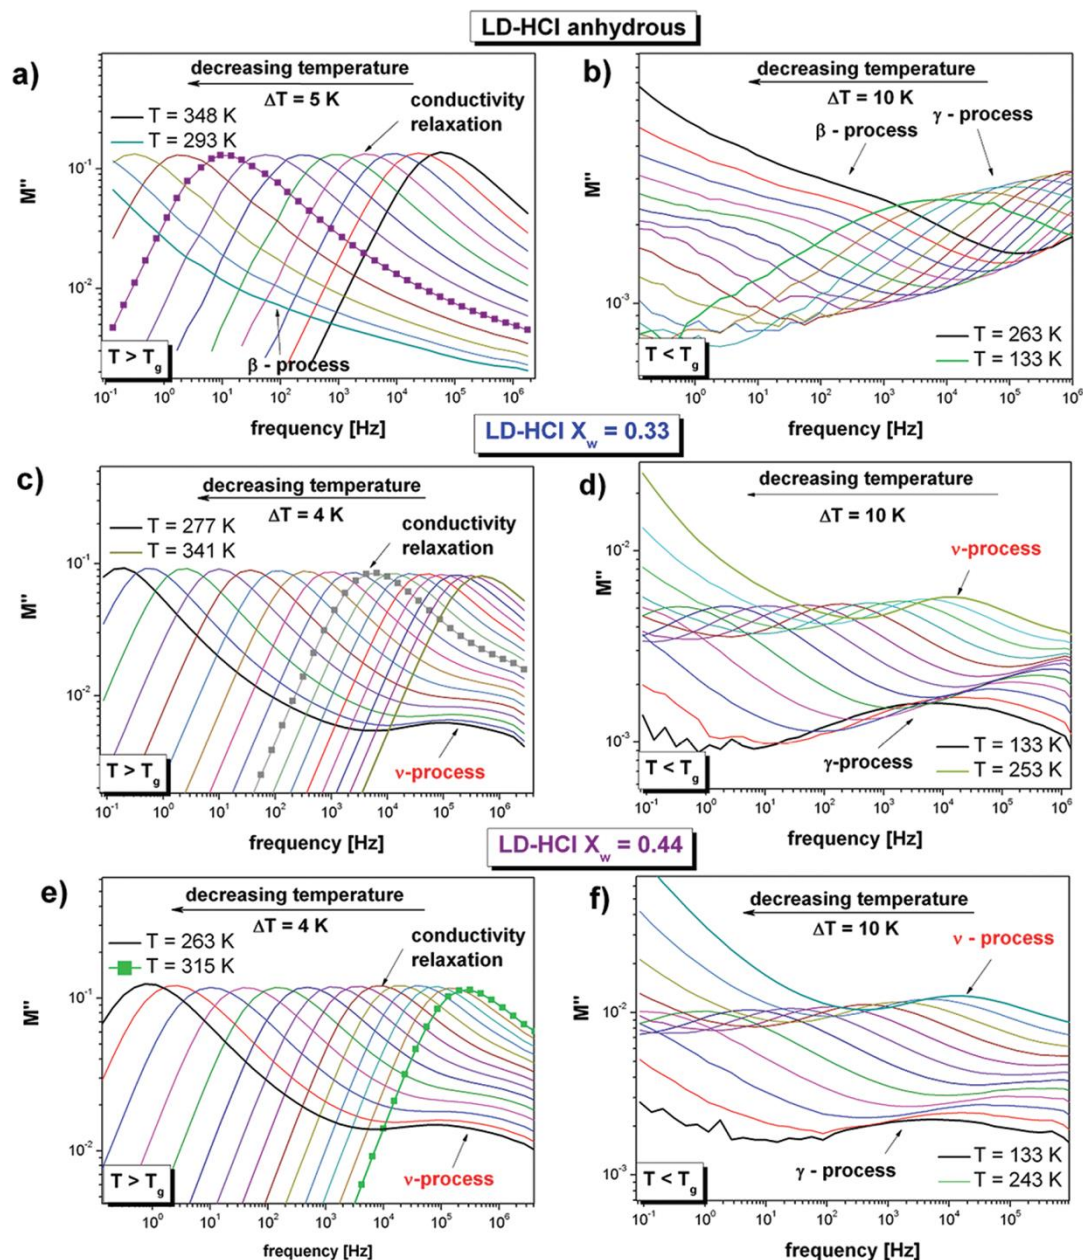 LD-HCl anhydrous
a)
decreasing temperature
ΔT = 5 K
T = 348 K
T = 293 K
conductivity
relaxation
β - process
T > Tg
M"
10⁻¹
10⁻²
10⁻¹ 10⁰ 10¹ 10² 10³ 10⁴ 10⁵ 10⁶
frequency [Hz]
b)
decreasing temperature
ΔT = 10 K
β - process
γ - process
T < Tg
T = 263 K
T = 133 K
M"
10⁻³
10⁰ 10¹ 10² 10³ 10⁴ 10⁵ 10⁶
frequency [Hz]
LD-HCl Xw = 0.33
c)
decreasing temperature
ΔT = 4 K
T = 277 K
T = 341 K
conductivity
relaxation
ν-process
T > Tg
M"
10⁻¹
10⁻²
10⁻¹ 10⁰ 10¹ 10² 10³ 10⁴ 10⁵ 10⁶
frequency [Hz]
d)
decreasing temperature
ΔT = 10 K
ν-process
γ-process
T < Tg
T = 133 K
T = 253 K
M"
10⁻²
10⁻³
10⁻¹ 10⁰ 10¹ 10² 10³ 10⁴ 10⁵ 10⁶
frequency [Hz]
LD-HCl Xw = 0.44
e)
decreasing temperature
ΔT = 4 K
T = 263 K
T = 315 K
conductivity
relaxation
ν-process
T > Tg
M"
10⁻¹
10⁻²
10⁰ 10¹ 10² 10³ 10⁴ 10⁵ 10⁶
frequency [Hz]
f)
decreasing temperature
ΔT = 10 K
ν - process
γ - process
T < Tg
T = 133 K
T = 243 K
M"
10⁻²
10⁻³
10⁻¹ 10⁰ 10¹ 10² 10³ 10⁴ 10⁵
frequency [Hz]